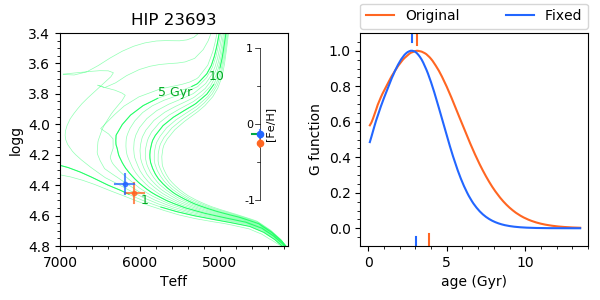 HIP 23693
Original Fixed
3.4
3.6
3.8
4.0
4.2
4.4
4.6
4.8
logg
7000 6000 5000
Teff
5 Gyr
10
1
1
0
-1
[Fe/H]
1.0
0.8
0.6
0.4
0.2
0.0
G function
0 5 10
age (Gyr)